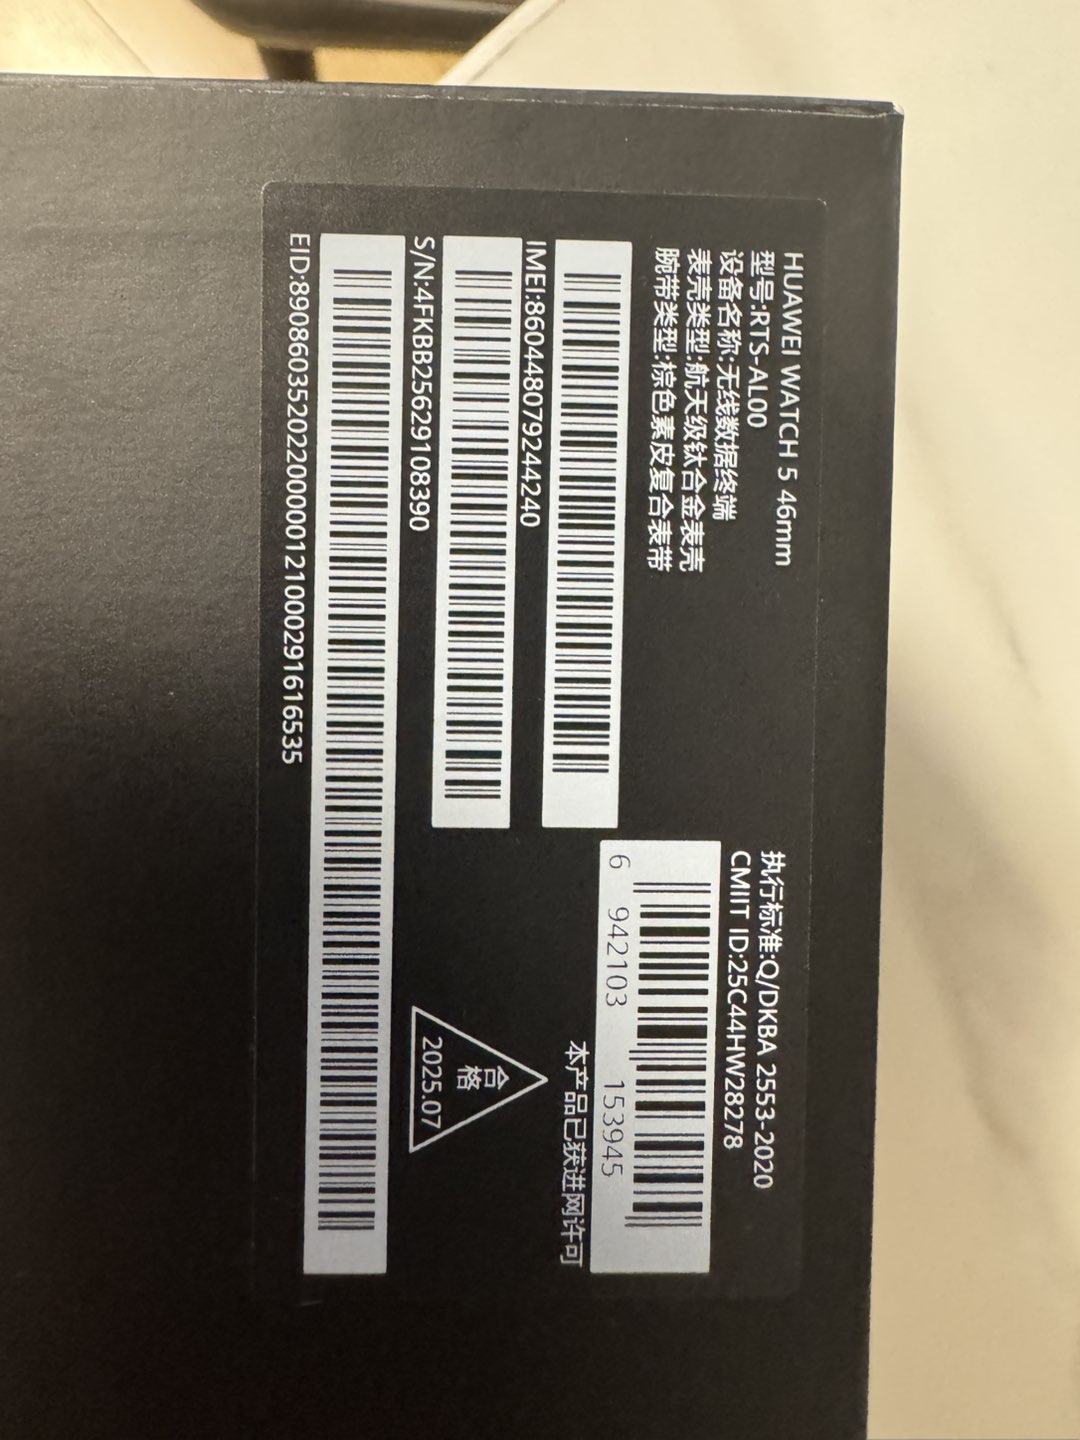 HUAWEI WATCH 5 46mm
型号:RTS-AL00
设备名称:无线数据终端
表壳类型:航天级钛合金表壳
腕带类型:棕色素皮复合表带
IMEI:860448079244240
S/N:4FKBB25629108390
EID:89086035202200000121000291616535
执行标准:Q/DKBA 2553-2020
CMIIT ID:25C44HW28278
6 942103 153945
本产品已获进网许可
合格
2025.07